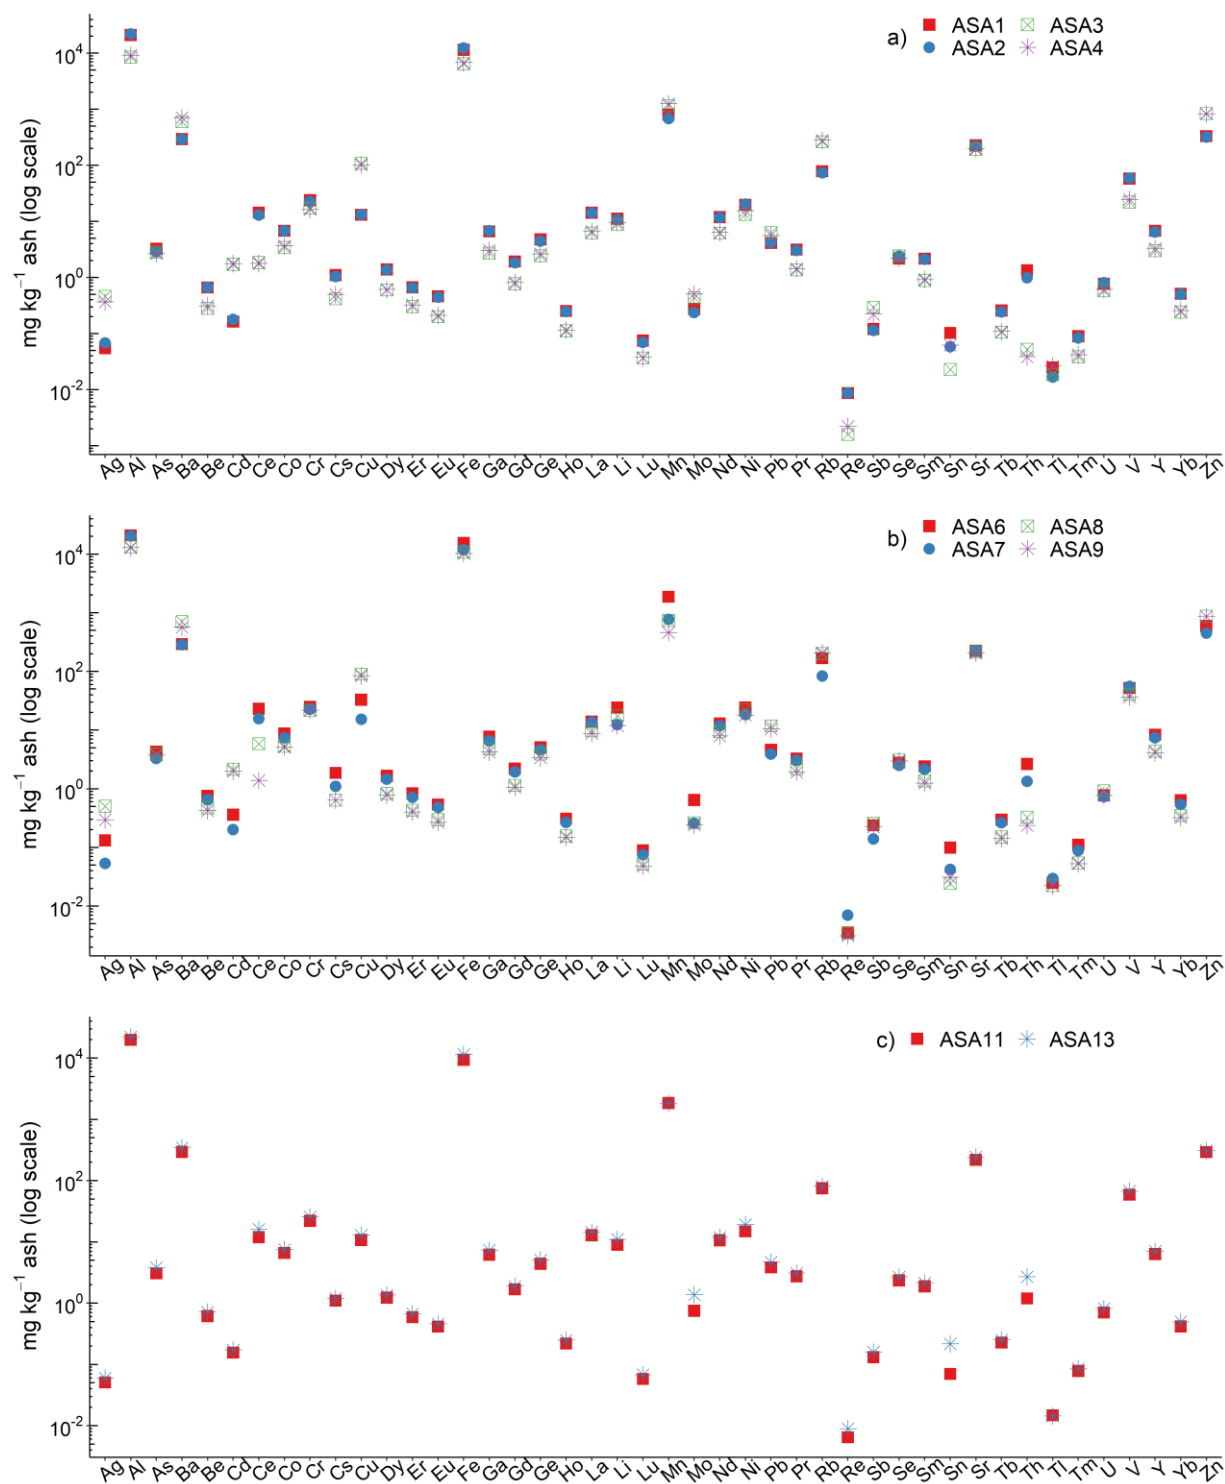 a) ASA1 ASA3
ASA2 ASA4
mg kg⁻¹ ash (log scale)
10⁴
10²
10⁰
10⁻²
Ag Al As Ba Be Cd Ce Co Cr Cs Cu Dy Er Eu Fe Ga Gd Ge Ho La Li Lu Mn Mo Nd Ni Pb Pr Rb Re Sb Se Sm Sn Sr Tb Th Tl Tm U V Y Yb Zn
b) ASA6 ASA8
ASA7 ASA9
mg kg⁻¹ ash (log scale)
10⁴
10²
10⁰
10⁻²
Ag Al As Ba Be Cd Ce Co Cr Cs Cu Dy Er Eu Fe Ga Gd Ge Ho La Li Lu Mn Mo Nd Ni Pb Pr Rb Re Sb Se Sm Sn Sr Tb Th Tl Tm U V Y Yb Zn
c) ASA11 ASA13
mg kg⁻¹ ash (log scale)
10⁴
10²
10⁰
10⁻²
Ag Al As Ba Be Cd Ce Co Cr Cs Cu Dy Er Eu Fe Ga Gd Ge Ho La Li Lu Mn Mo Nd Ni Pb Pr Rb Re Sb Se Sm Sn Sr Tb Th Tl Tm U V Y Yb Zn